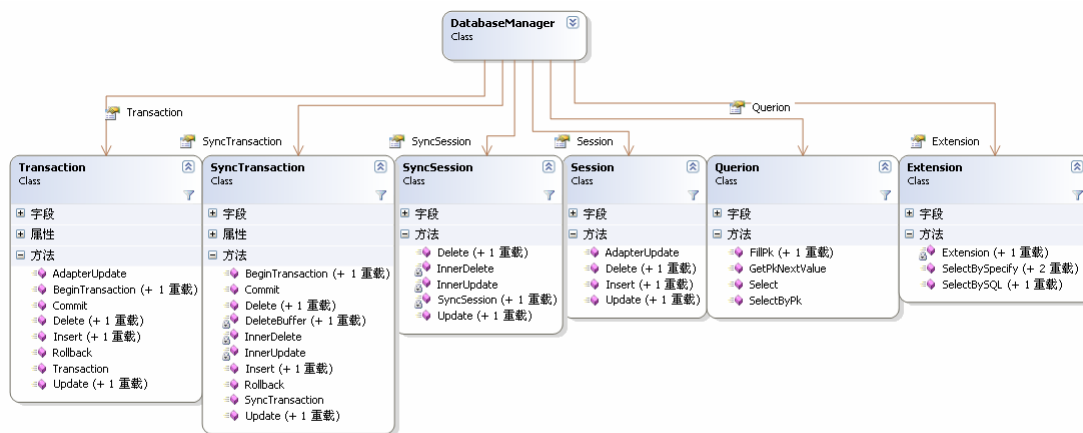 DatabaseManager
Class
Transaction
SyncTransaction
SyncSession
Session
Querion
Extension
Transaction
Class
字段
属性
方法
AdapterUpdate
BeginTransaction (+ 1 重载)
Commit
Delete (+ 1 重载)
Insert (+ 1 重载)
Rollback
Transaction
Update (+ 1 重载)
SyncTransaction
Class
字段
属性
方法
BeginTransaction (+ 1 重载)
Commit
Delete (+ 1 重载)
DeleteBuffer (+ 1 重载)
InnerDelete
InnerUpdate
Insert (+ 1 重载)
Rollback
SyncTransaction
Update (+ 1 重载)
SyncSession
Class
字段
方法
Delete (+ 1 重载)
InnerDelete
InnerUpdate
SyncSession (+ 1 重载)
Update (+ 1 重载)
Session
Class
字段
方法
AdapterUpdate
Delete (+ 1 重载)
Insert (+ 1 重载)
Update (+ 1 重载)
Querion
Class
字段
方法
FillPk (+ 1 重载)
GetPkNextValue
Select
SelectByPk
Extension
Class
字段
方法
Extension (+ 1 重载)
SelectBySpecify (+ 2 重载)
SelectBySQL (+ 1 重载)